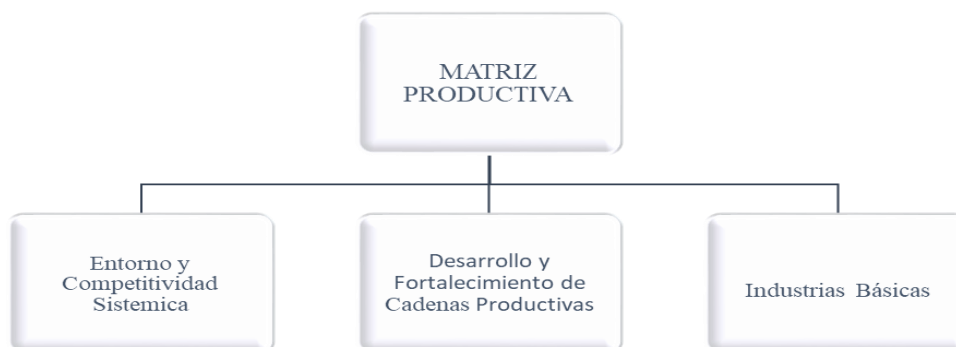 MATRIZ
PRODUCTIVA
Entorno y
Competitividad
Sistemica
Desarrollo y
Fortalecimiento de
Cadenas Productivas
Industrias Básicas